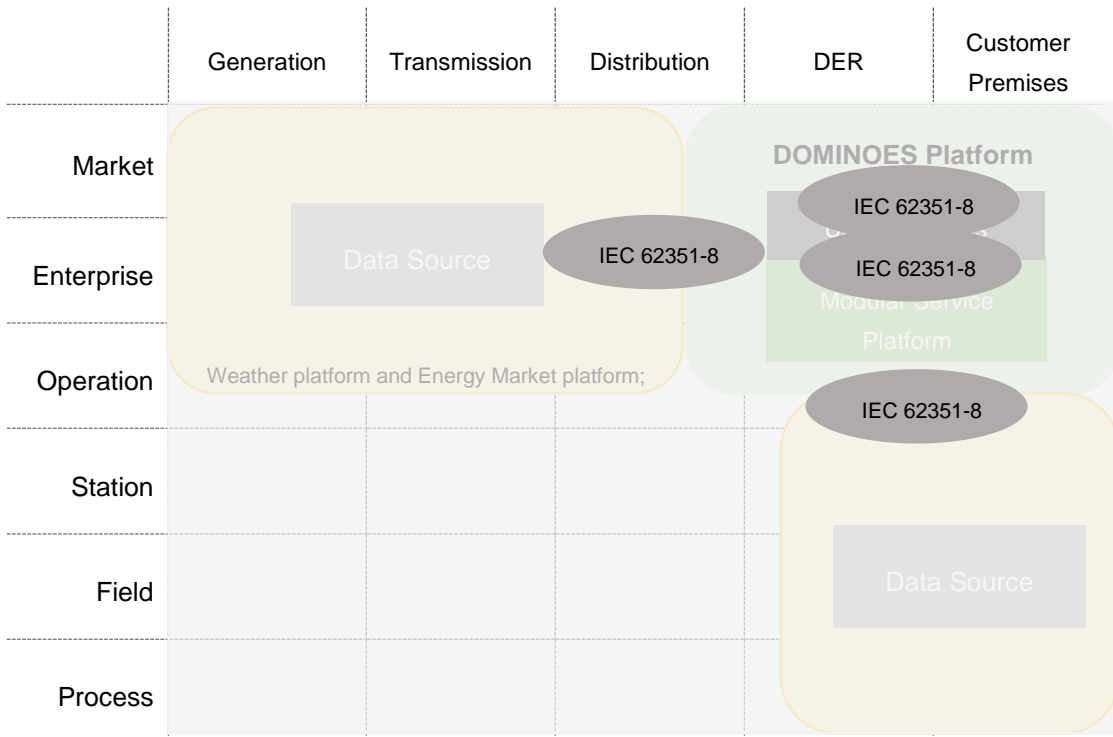 Generation
Transmission
Distribution
DER
Customer
Premises
Market
Enterprise
Operation
Station
Field
Process
DOMINOES Platform
IEC 62351-8
IEC 62351-8
IEC 62351-8
Data Source
Modular Service
Platform
Weather platform and Energy Market platform;
IEC 62351-8
Data Source